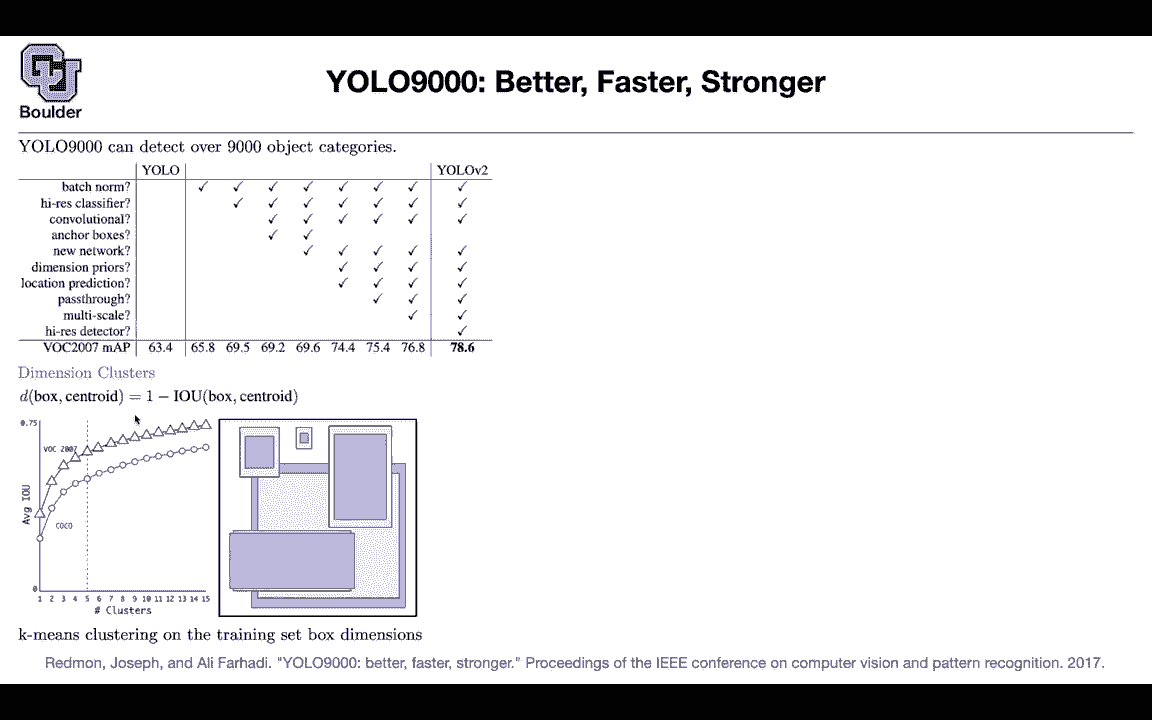 CU
Boulder
YOLO9000: Better, Faster, Stronger
YOLO9000 can detect over 9000 object categories.
YOLO YOLOv2
batch norm? ✓ ✓ ✓ ✓ ✓ ✓ ✓ ✓
hi-res classifier? ✓ ✓ ✓ ✓ ✓ ✓ ✓
convolutional? ✓ ✓ ✓ ✓ ✓ ✓
anchor boxes? ✓ ✓
new network? ✓ ✓ ✓ ✓ ✓
dimension priors? ✓ ✓ ✓ ✓
location prediction? ✓ ✓ ✓ ✓
passthrough? ✓ ✓ ✓
multi-scale? ✓ ✓
hi-res detector? ✓
VOC2007 mAP 63.4 65.8 69.5 69.2 69.6 74.4 75.4 76.8 78.6
Dimension Clusters
d(box, centroid) = 1 − IOU(box, centroid)
0.75
VOC 2007
Avg IOU
COCO
0
1 2 3 4 5 6 7 8 9 10 11 12 13 14 15
# Clusters
k-means clustering on the training set box dimensions
Redmon, Joseph, and Ali Farhadi. "YOLO9000: better, faster, stronger." Proceedings of the IEEE conference on computer vision and pattern recognition. 2017.